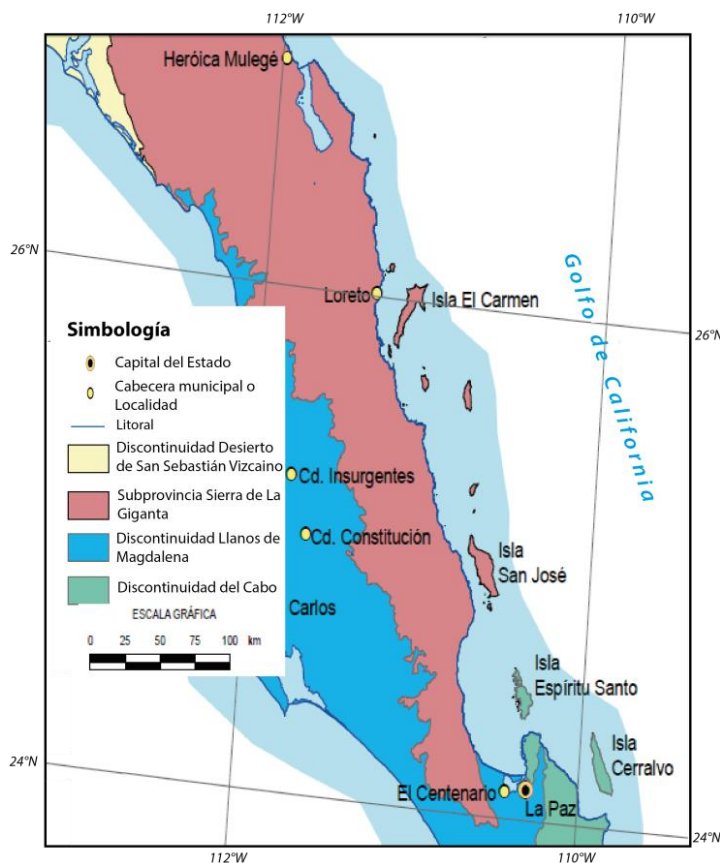 112°W
110°W
Heróica Mulegé
26°N
Loreto
Isla El Carmen
Golfo de California
26°N
Simbología
Capital del Estado
Cabecera municipal o
Localidad
Litoral
Discontinuidad Desierto
de San Sebastián Vizcaino
Subprovincia Sierra de La
Giganta
Discontinuidad Llanos de
Magdalena
Discontinuidad del Cabo
ESCALA GRÁFICA
0 25 50 75 100 km
Cd. Insurgentes
Cd. Constitución
Carlos
Isla
San José
Isla
Espíritu Santo
Isla
Cerralvo
24°N
El Centenario
La Paz
24°N
112°W
110°W